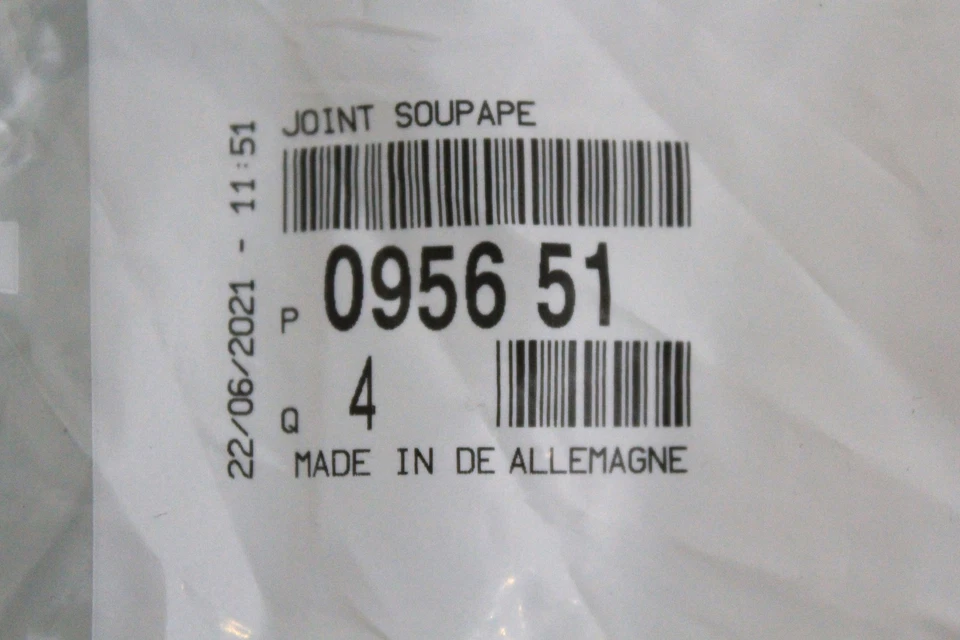 JOINT SOUPAPE
P 0956 51
Q 4
MADE IN DE ALLEMAGNE
22/06/2021 - 11:51